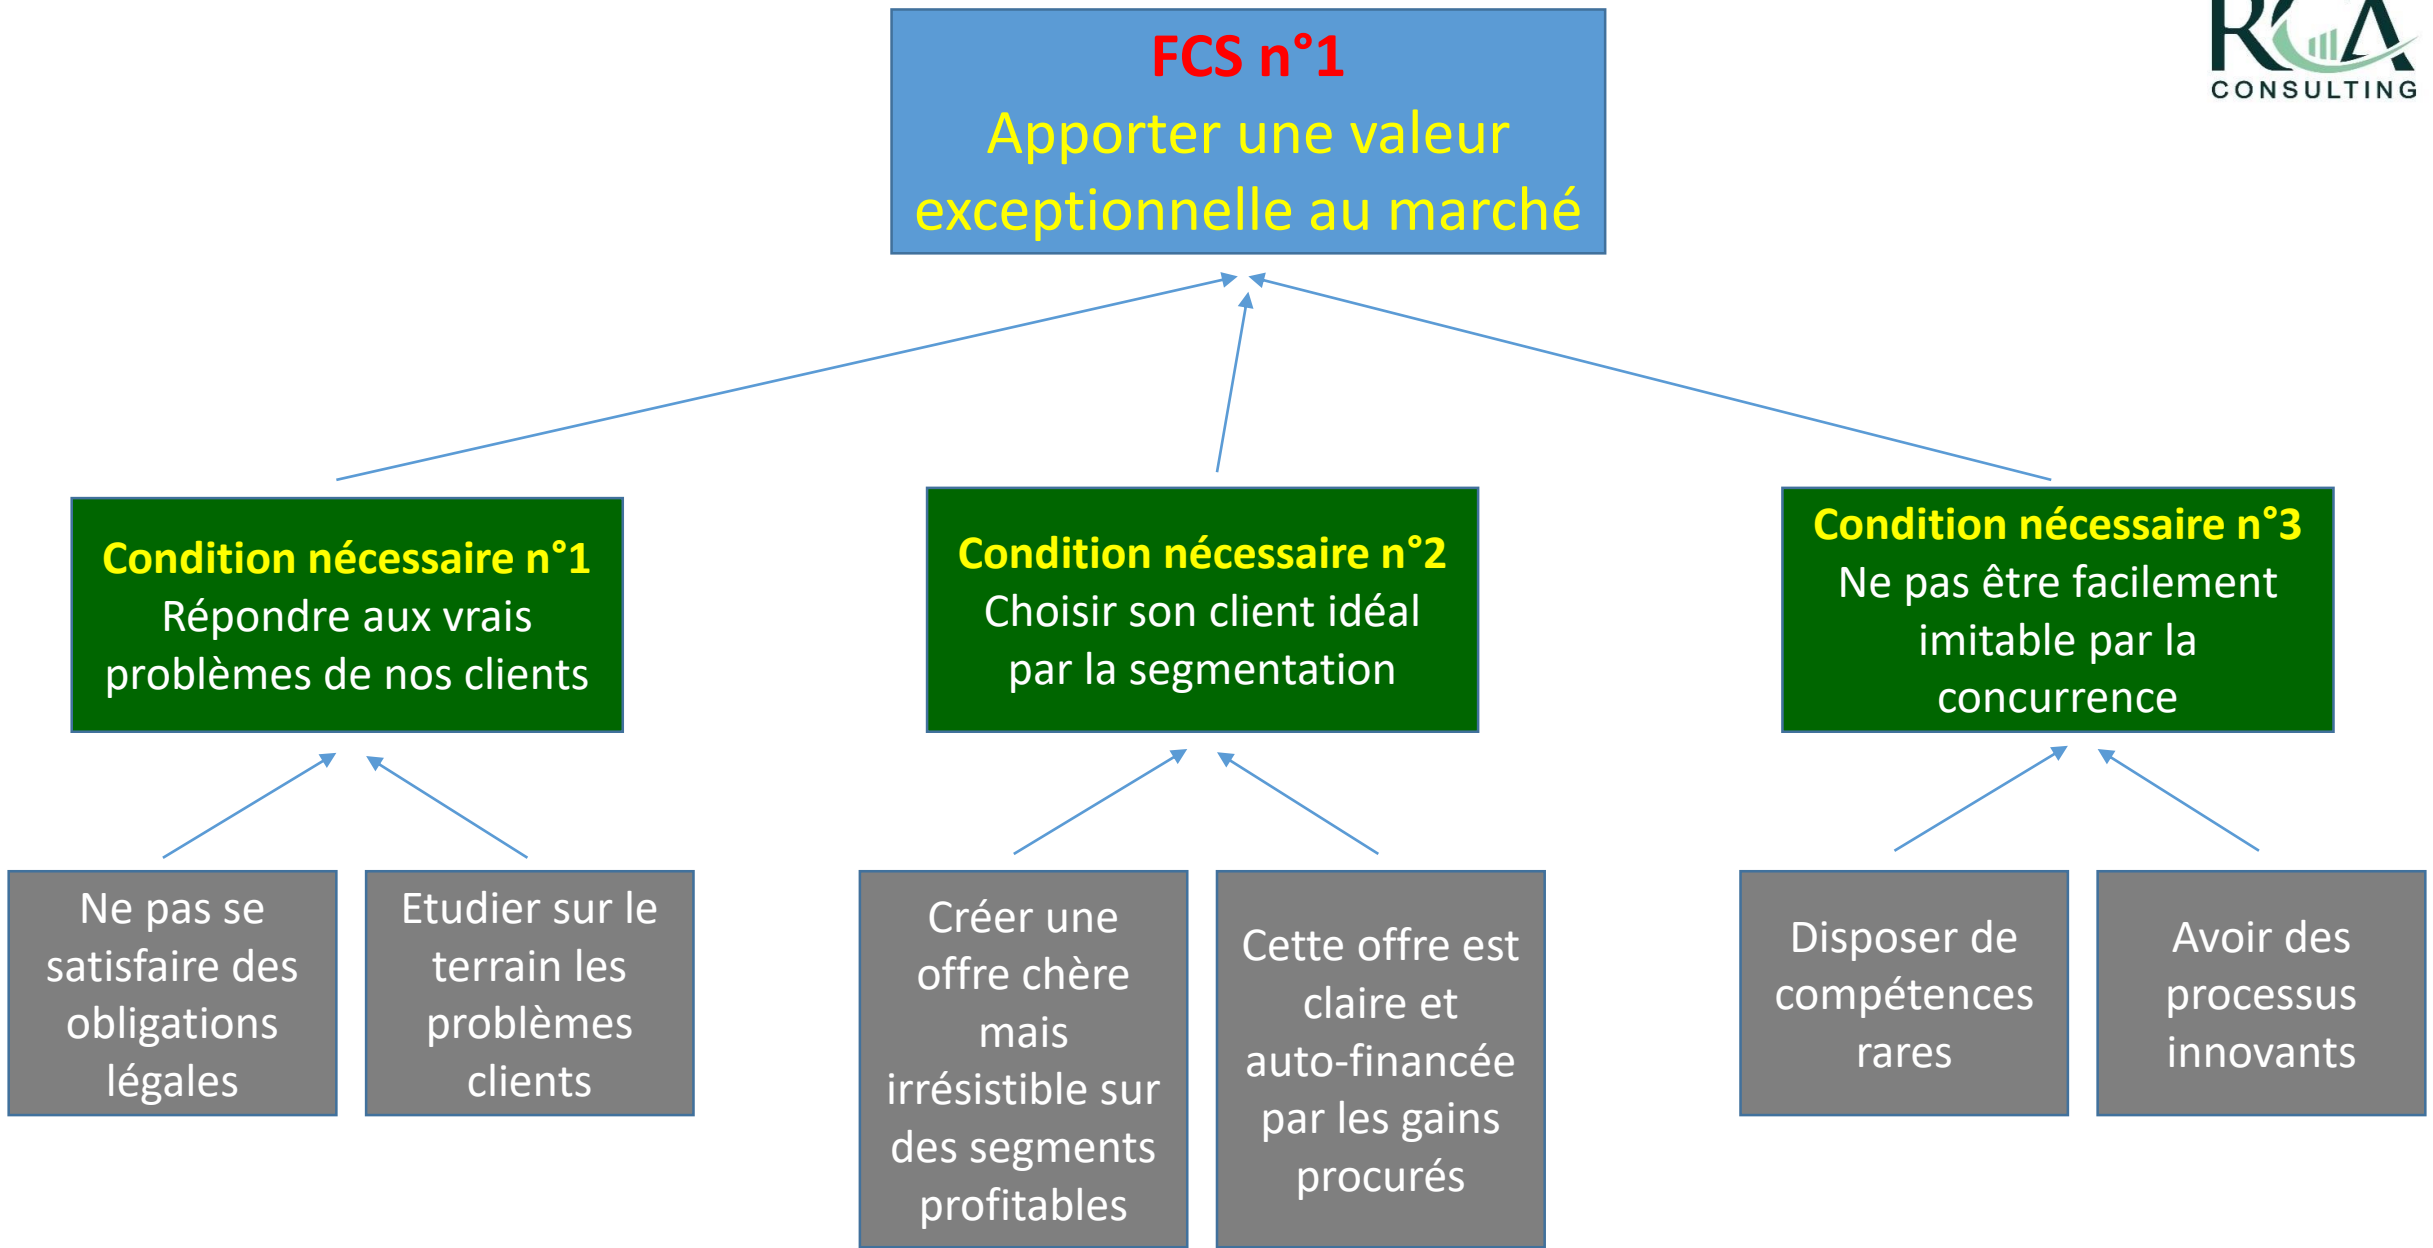 RCA
CONSULTING
FCS n°1
Apporter une valeur
exceptionnelle au marché
Condition nécessaire n°1
Répondre aux vrais
problèmes de nos clients
Condition nécessaire n°2
Choisir son client idéal
par la segmentation
Condition nécessaire n°3
Ne pas être facilement
imitable par la
concurrence
Ne pas se
satisfaire des
obligations
légales
Etudier sur le
terrain les
problèmes
clients
Créer une
offre chère
mais
irrésistible sur
des segments
profitables
Cette offre est
claire et
auto-financée
par les gains
procurés
Disposer de
compétences
rares
Avoir des
processus
innovants